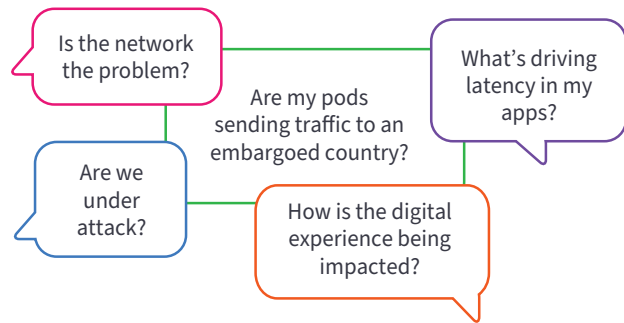 Is the network
the problem?
What’s driving
latency in my
apps?
Are my pods
sending traffic to an
embargoed country?
Are we
under
attack?
How is the digital
experience being
impacted?